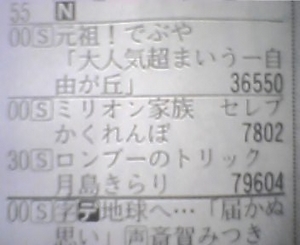 55 N
00 S 元祖！でぶや
「大人気超まいうー自
由が丘」 36550
00 S ミリオン家族 セレブ
かくれんぼ 7802
30 S ロンブーのトリック
月島きらり 79604
00 S 字 デ 地球へ…「届かぬ
思い」 声 斎賀みつき